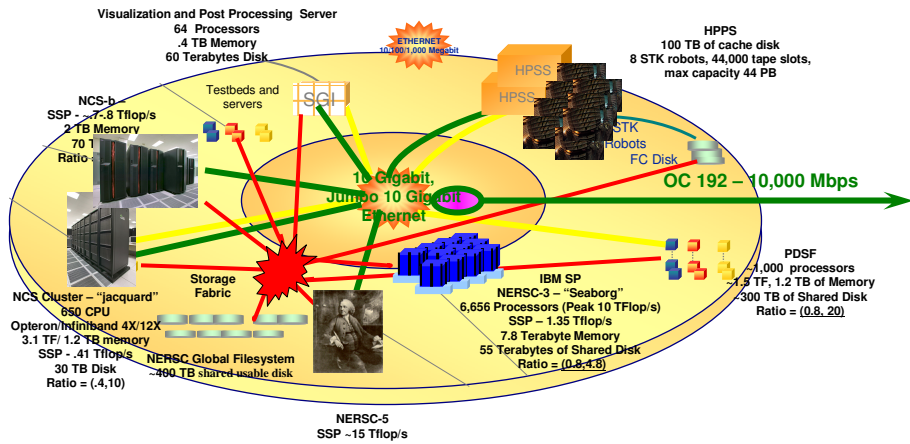 Visualization and Post Processing Server
64 Processors
.4 TB Memory
60 Terabytes Disk
ETHERNET
10,100/1,000 Megabit
HPPS
100 TB of cache disk
8 STK robots, 44,000 tape slots,
max capacity 44 PB
HPSS
HPSS
SGI
Testbeds and
servers
STK
Robots
FC Disk
NCS-b –
SSP - ~.7-.8 Tflop/s
2 TB Memory
70 T
Ratio
10 Gigabit,
Jumbo 10 Gigabit
Ethernet
OC 192 – 10,000 Mbps
Storage
Fabric
IBM SP
NERSC-3 – “Seaborg”
6,656 Processors (Peak 10 TFlop/s)
SSP – 1.35 Tflop/s
7.8 Terabyte Memory
55 Terabytes of Shared Disk
Ratio = (0.8,4.8)
PDSF
~1,000 processors
~1.5 TF, 1.2 TB of Memory
~300 TB of Shared Disk
Ratio = (0.8, 20)
NCS Cluster – “jacquard”
650 CPU
Opteron/Infiniband 4X/12X
3.1 TF/ 1.2 TB memory
SSP - .41 Tflop/s
30 TB Disk
Ratio = (.4,10)
NERSC Global Filesystem
~400 TB shared usable disk
NERSC-5
SSP ~15 Tflop/s